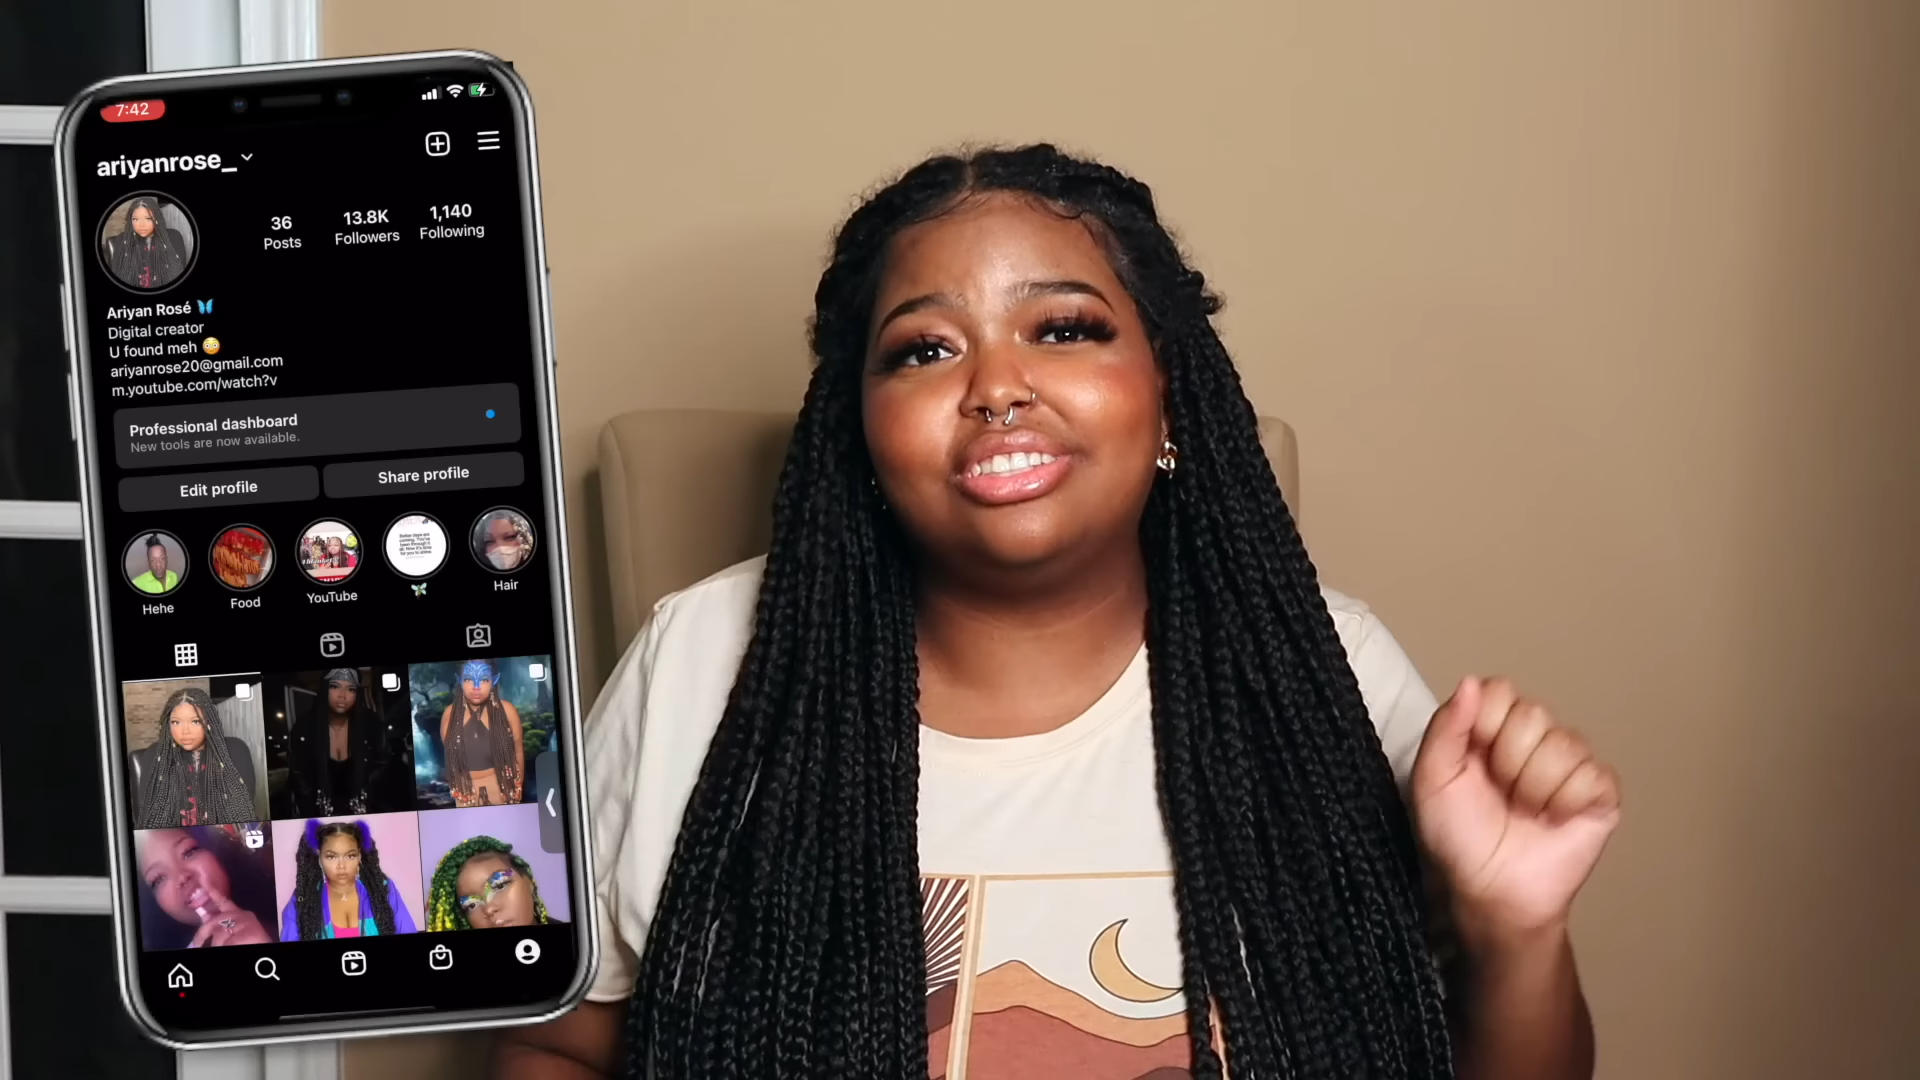 7:42
ariyanrose_
36
Posts
13.8K
Followers
1,140
Following
Ariyan Rosé 🦋
Digital creator
U found meh 😳
ariyanrose20@gmail.com
m.youtube.com/watch?v
Professional dashboard
New tools are now available.
Edit profile
Share profile
Hehe
Food
YouTube
Hair